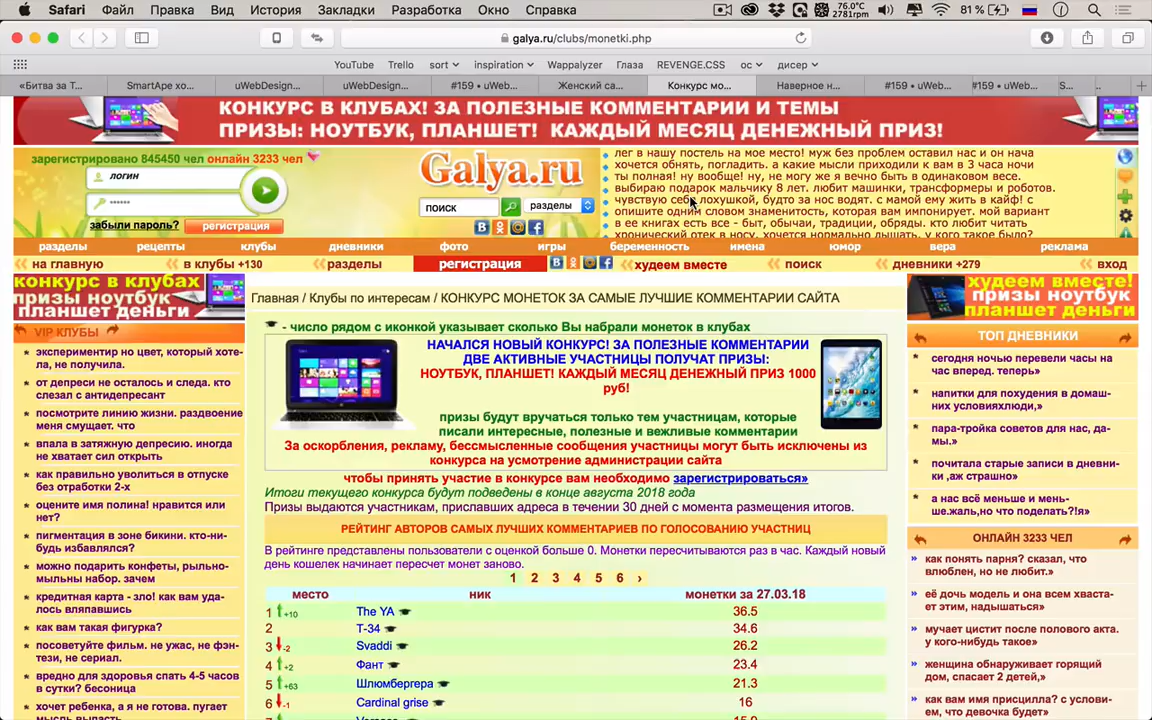 Safari Файл Правка Вид История Закладки Разработка Окно Справка
76.0°C
2781rpm
81 %
galya.ru/clubs/monetki.php
YouTube Trello sort inspiration Wappalyzer Глаза REVENGE.CSS ос дисер
«Битва за Т... SmartApe хо... uWebDesign... uWebDesign... #159 – uWeb... Женский са... Конкурс мо... Наверное н... #159 – uWeb... #159 – uWeb... S...
КОНКУРС В КЛУБАХ! ЗА ПОЛЕЗНЫЕ КОММЕНТАРИИ И ТЕМЫ
ПРИЗЫ: НОУТБУК, ПЛАНШЕТ! КАЖДЫЙ МЕСЯЦ ДЕНЕЖНЫЙ ПРИЗ!
зарегистрировано 845450 чел онлайн 3233 чел
логин
••••••
забыли пароль?
регистрация
Galya.ru
поиск
разделы
лег в нашу постель на мое место! муж без проблем оставил нас и он нача
хочется обнять, погладить. а какие мысли приходили к вам в 3 часа ночи
ты полная! ну вообще! ну, не могу же я вечно быть в одинаковом весе.
выбираю подарок мальчику 8 лет. любит машинки, трансформеры и роботов.
чувствую себя лохушкой, будто за нос водят. с мамой ему жить в кайф! с
опишите одним словом знаменитость, которая вам импонирует. мой вариант
в ее книгах есть все - быт, обычаи, традиции, обряды. кто любит читать
хронический отек в носу. хочется нормально дышать. у кого такое было?
разделы рецепты клубы дневники фото игры беременность имена юмор вера реклама
на главную в клубы +130 разделы регистрация худеем вместе поиск дневники +279 вход
конкурс в клубах
призы ноутбук
планшет деньги
VIP КЛУБЫ
экспериментир но цвет, который хоте-
ла, не получила.
от депреси не осталось и следа. кто
слезал с антидепрессант
посмотрите линию жизни. раздвоение
меня смущает. что
впала в затяжную депрессию. иногда
не хватает сил открыть
как правильно уволиться в отпуске
без отработки 2-х
оцените имя полина! нравится или
нет?
пигментация в зоне бикини. кто-ни-
будь избавлялся?
можно подарить конфеты, рыльно-
мыльны набор. зачем
кредитная карта - зло! как вам уда-
лось вляпавшись
как вам такая фигурка?
посоветуйте фильм. не ужас, не фэн-
тези, не сериал.
вредно для здоровья спать 4-5 часов
в сутки? бесоница
хочет ребенка, а я не готова. пугает
мысль выдать
Главная / Клубы по интересам / КОНКУРС МОНЕТОК ЗА САМЫЕ ЛУЧШИЕ КОММЕНТАРИИ САЙТА
- число рядом с иконкой указывает сколько Вы набрали монеток в клубах
НАЧАЛСЯ НОВЫЙ КОНКУРС! ЗА ПОЛЕЗНЫЕ КОММЕНТАРИИ
ДВЕ АКТИВНЫЕ УЧАСТНИЦЫ ПОЛУЧАТ ПРИЗЫ:
НОУТБУК, ПЛАНШЕТ! КАЖДЫЙ МЕСЯЦ ДЕНЕЖНЫЙ ПРИЗ 1000
руб!
призы будут вручаться только тем участницам, которые
писали интересные, полезные и вежливые комментарии
За оскорбления, рекламу, бессмысленные сообщения участницы могут быть исключены из
конкурса на усмотрение администрации сайта
чтобы принять участие в конкурсе вам необходимо зарегистрироваться»
Итоги текущего конкурса будут подведены в конце августа 2018 года
Призы выдаются участникам, приславших адреса в течении 30 дней с момента размещения итогов.
РЕЙТИНГ АВТОРОВ САМЫХ ЛУЧШИХ КОММЕНТАРИЕВ ПО ГОЛОСОВАНИЮ УЧАСТНИЦ
В рейтинге представлены пользователи с оценкой больше 0. Монетки пересчитываются раз в час. Каждый новый
день кошелек начинает пересчет монет заново.
1 2 3 4 5 6 ›
место ник монетки за 27.03.18
1 +10 The YA 36.5
2 T-34 34.6
3 -2 Svaddi 26.2
4 +2 Фант 23.4
5 +63 Шлюмбергера 21.3
6 -1 Cardinal grise 16
худеем вместе!
призы ноутбук
планшет деньги
ТОП ДНЕВНИКИ
сегодня ночью перевели часы на
час вперед. теперь»
напитки для похудения в домаш-
них условияхлюди,»
пара-тройка советов для нас, да-
мы.»
почитала старые записи в дневни-
ки ,аж страшно»
а нас всё меньше и мень-
ше.жаль,но что поделать?!я»
ОНЛАЙН 3233 ЧЕЛ
как понять парня? сказал, что
влюблен, но не любит.»
её дочь модель и она всем хваста-
ет этим, надышаться»
мучает цистит после полового акта.
у кого-нибудь такое»
женщина обнаруживает горящий
дом, спасает 2 детей,»
как вам имя присцилла? с услови-
ем, что девочка будет»